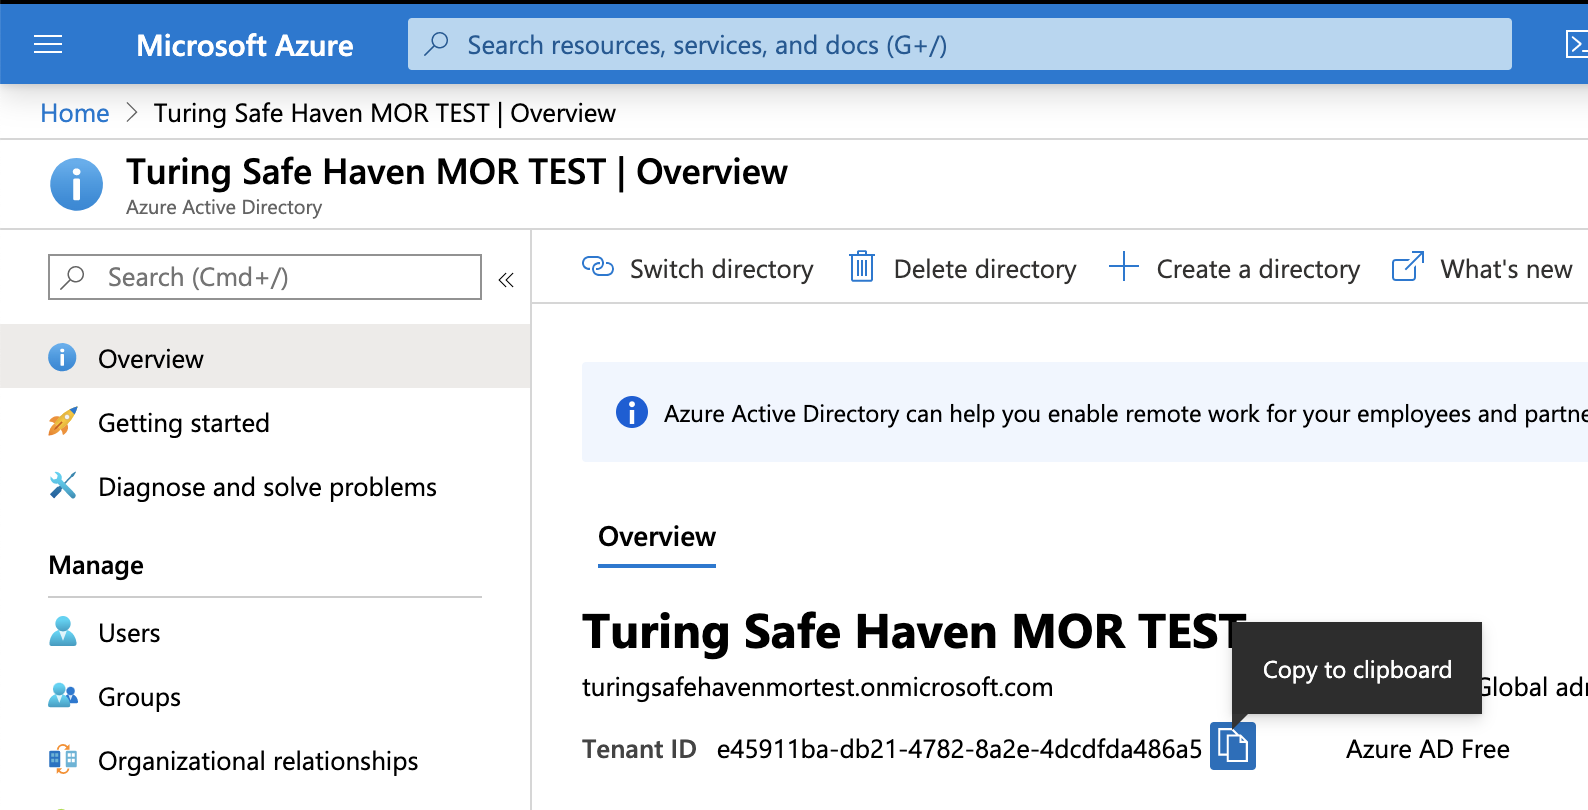 Microsoft Azure
Search resources, services, and docs (G+/)
Home > Turing Safe Haven MOR TEST | Overview
Turing Safe Haven MOR TEST | Overview
Azure Active Directory
Search (Cmd+/)
«
Overview
Getting started
Diagnose and solve problems
Manage
Users
Groups
Organizational relationships
Switch directory
Delete directory
Create a directory
What's new
Azure Active Directory can help you enable remote work for your employees and partne
Overview
Turing Safe Haven MOR TEST
Copy to clipboard
turingsafehavenmortest.onmicrosoft.com
Global adm
Tenant ID e45911ba-db21-4782-8a2e-4dcdfda486a5
Azure AD Free